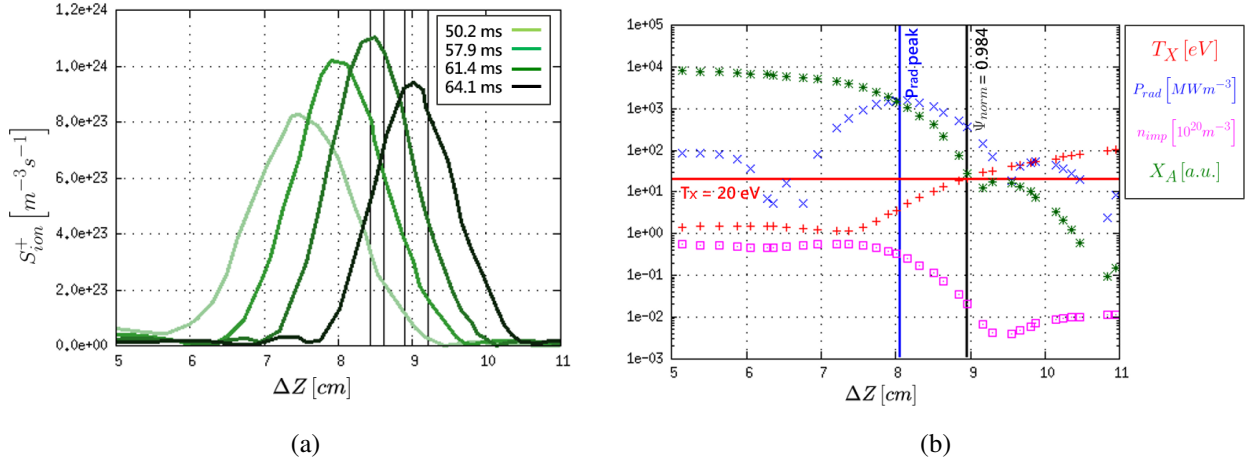 1.2e+24
1.0e+24
8.0e+23
6.0e+23
4.0e+23
2.0e+23
0.0e+00
S⁺ᵢₒₙ [m⁻³s⁻¹]
5 6 7 8 9 10 11
ΔZ [cm]
50.2 ms
57.9 ms
61.4 ms
64.1 ms
(a)
1e+05
1e+04
1e+03
1e+02
1e+01
1e+00
1e-01
1e-02
1e-03
5 6 7 8 9 10 11
ΔZ [cm]
Tx = 20 eV
Prad peak
Ψnorm = 0.984
T_X [eV]
P_rad [MWm⁻³]
n_imp [10²⁰m⁻³]
X_A [a.u.]
(b)